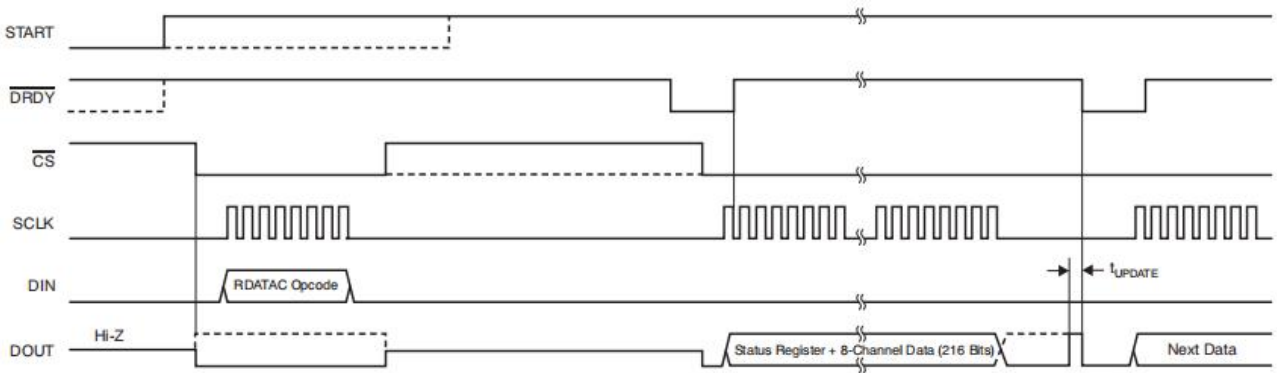 START
DRDY
CS
SCLK
DIN
RDATAC Opcode
tUPDATE
Hi-Z
DOUT
Status Register + 8-Channel Data (216 Bits)
Next Data